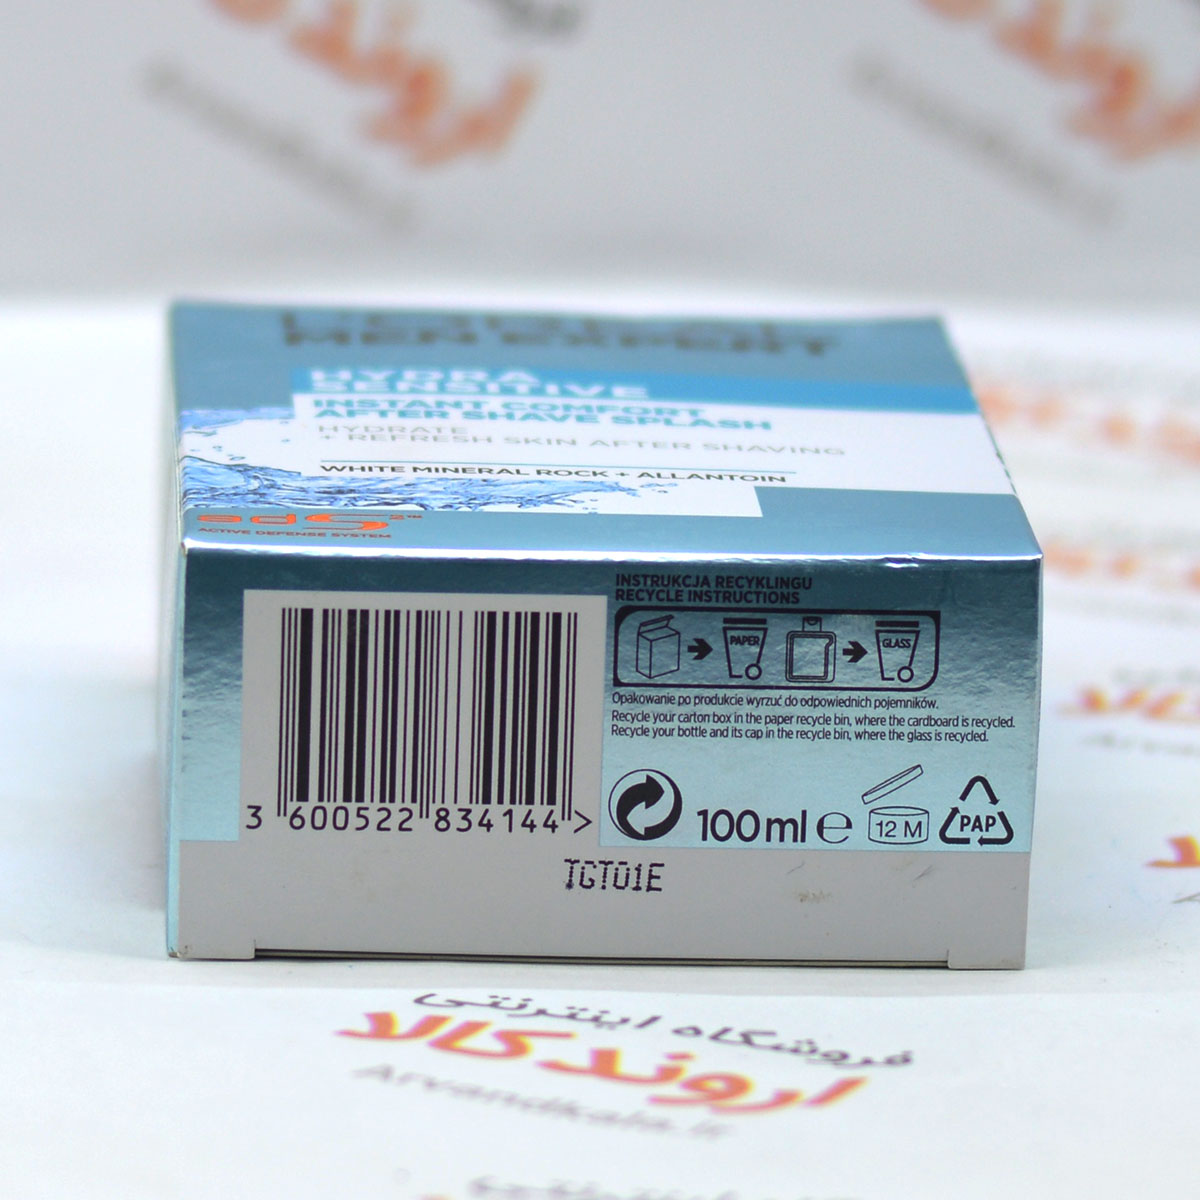 MEN EXPERT
HYDRA
SENSITIVE
INSTANT COMFORT
AFTER SHAVE SPLASH
HYDRATE
+ REFRESH SKIN AFTER SHAVING
WHITE MINERAL ROCK + ALLANTOIN
adS2™
ACTIVE DEFENSE SYSTEM
INSTRUKCJA RECYKLINGU
RECYCLE INSTRUCTIONS
PAPER
GLASS
Opakowanie po produkcie wyrzuć do odpowiednich pojemników.
Recycle your carton box in the paper recycle bin, where the cardboard is recycled.
Recycle your bottle and its cap in the recycle bin, where the glass is recycled.
3 600522 834144 >
100ml e
12 M
PAP
TGT01E
فروشگاه اینترنتی
اروند کالا
Arvandkala.ir